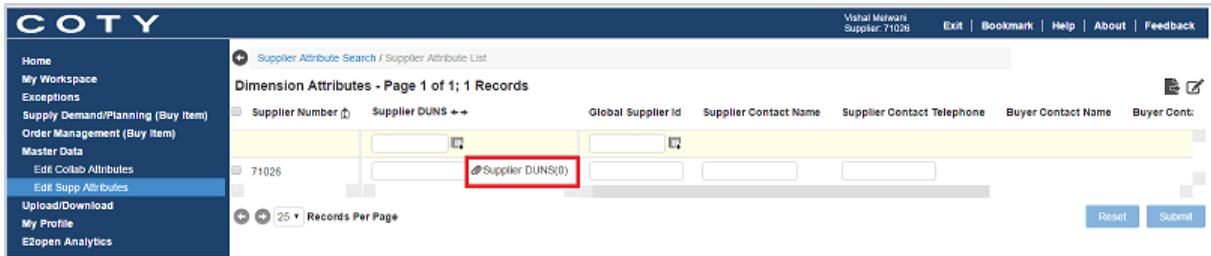 COTY
Vishal Melwani
Supplier: 71026
Exit | Bookmark | Help | About | Feedback
Home
My Workspace
Exceptions
Supply Demand/Planning (Buy Item)
Order Management (Buy Item)
Master Data
Edit Collab Attributes
Edit Supp Attributes
Upload/Download
My Profile
E2open Analytics
Supplier Attribute Search / Supplier Attribute List
Dimension Attributes - Page 1 of 1; 1 Records
Supplier Number Supplier DUNS Global Supplier Id Supplier Contact Name Supplier Contact Telephone Buyer Contact Name Buyer Conta
71026 Supplier DUNS(0)
25 Records Per Page
Reset Submit